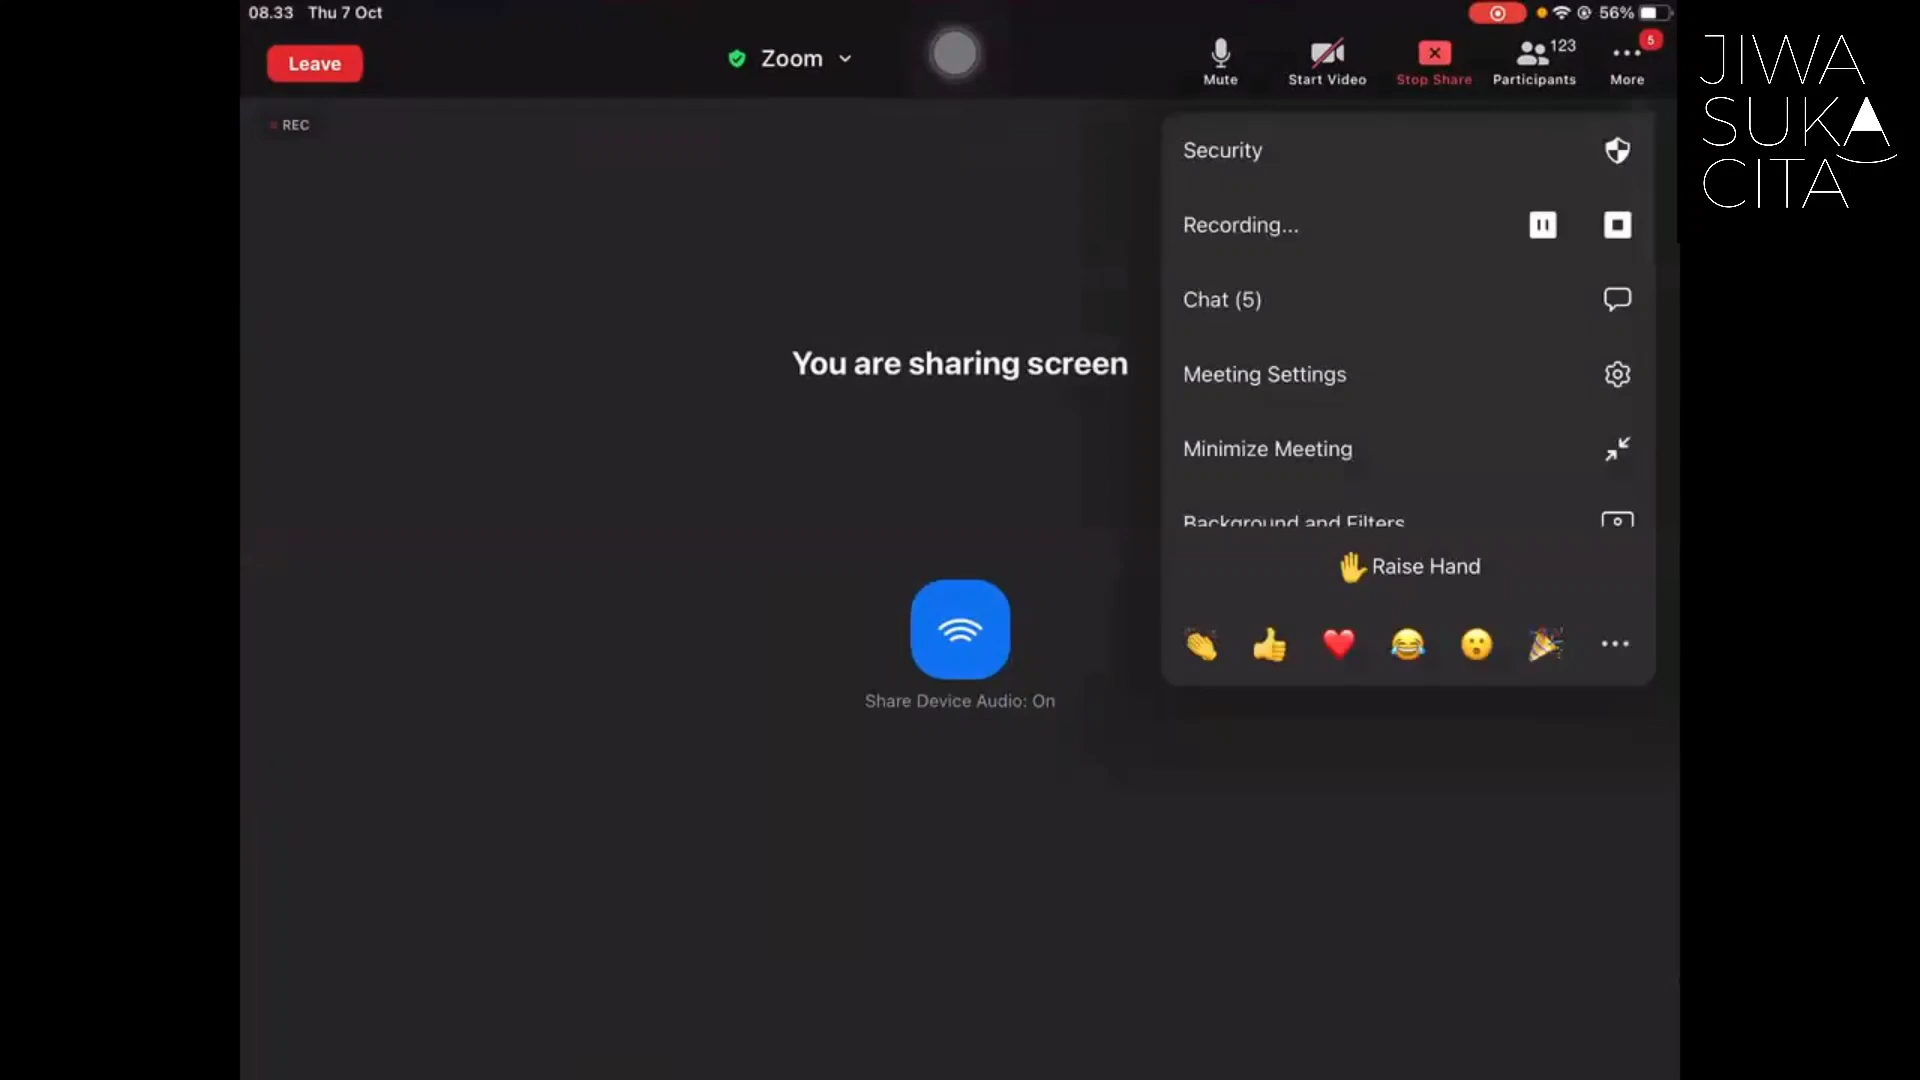 08.33 Thu 7 Oct
56%
Leave
Zoom
Mute
Start Video
Stop Share
123
Participants
5
More
REC
JIWA
SUKA
CITA
Security
Recording...
Chat (5)
You are sharing screen
Meeting Settings
Minimize Meeting
Background and Filters
Raise Hand
Share Device Audio: On